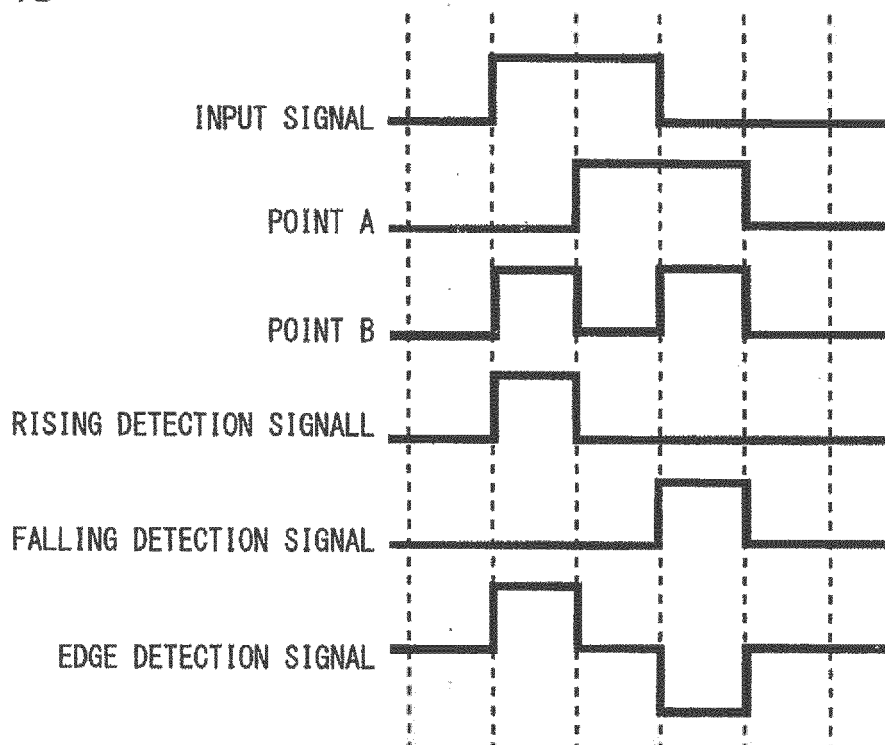 INPUT SIGNAL
POINT A
POINT B
RISING DETECTION SIGNALL
FALLING DETECTION SIGNAL
EDGE DETECTION SIGNAL